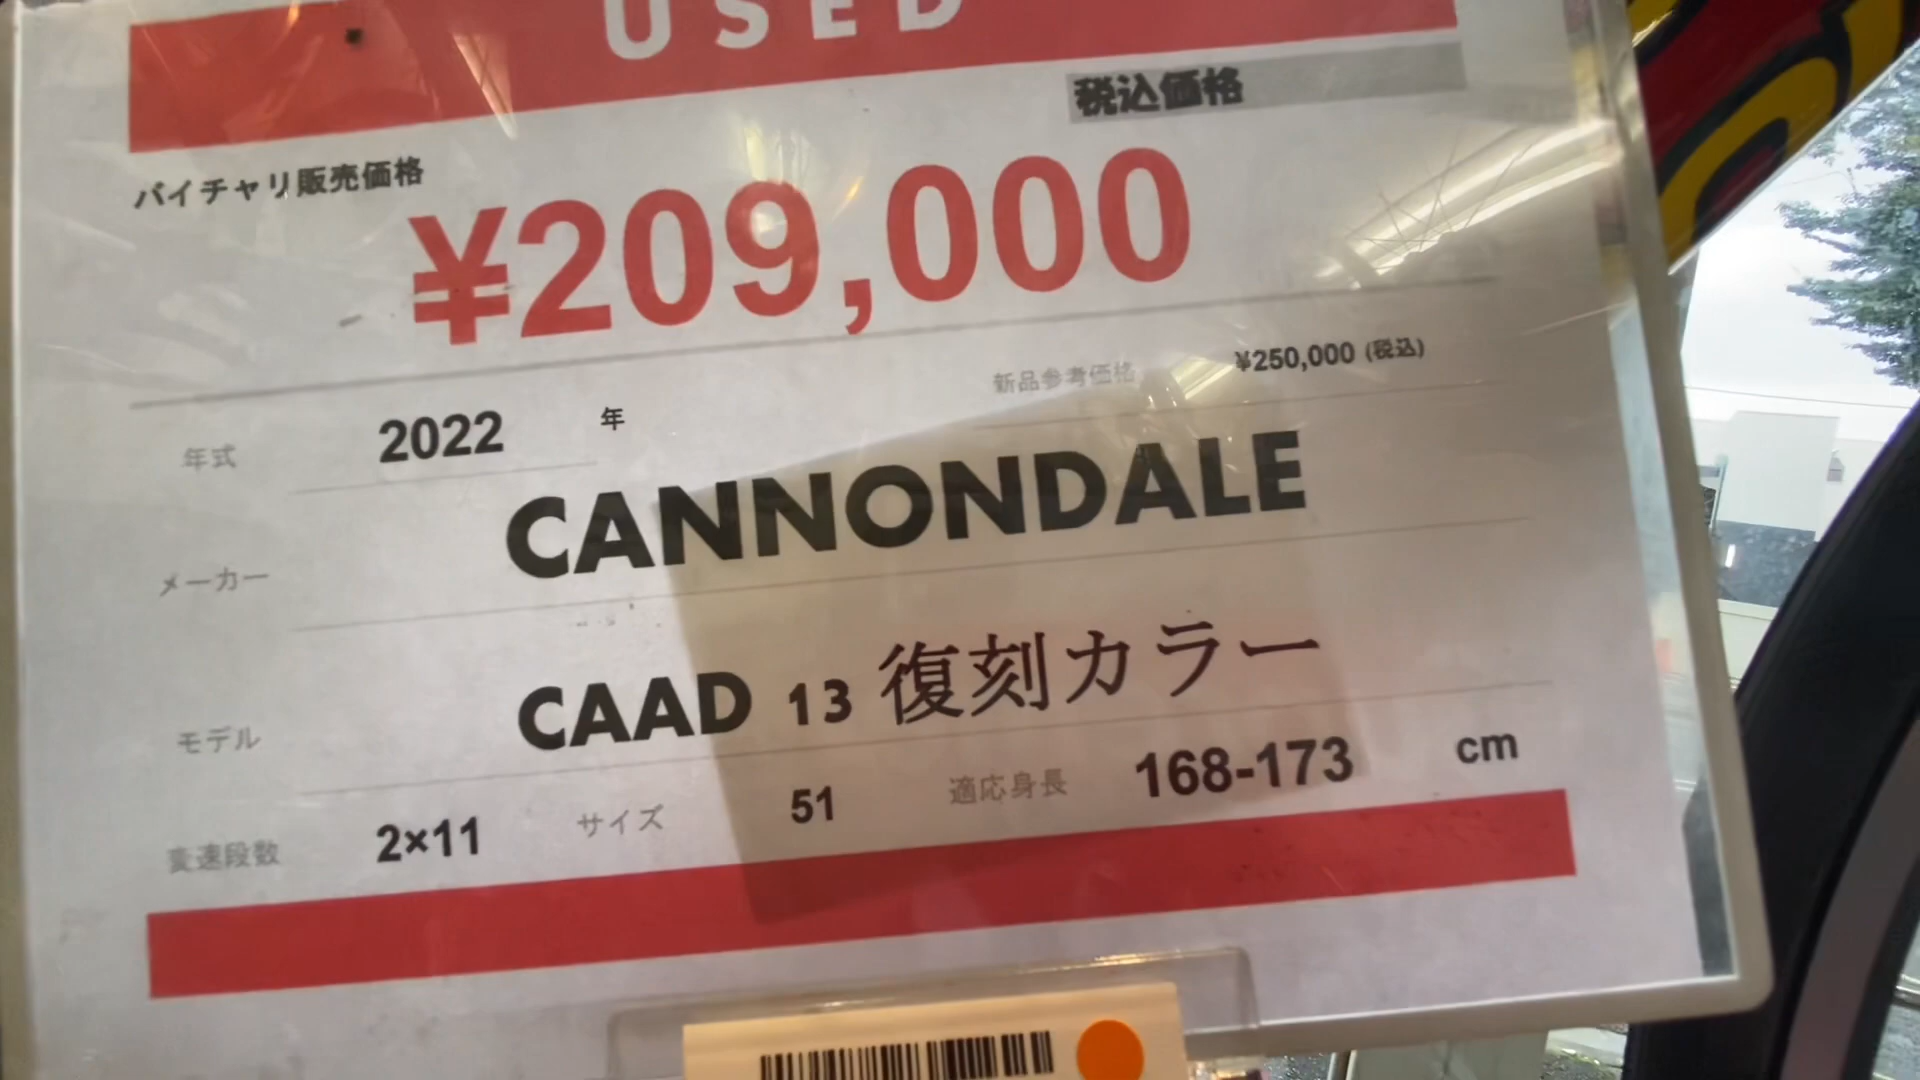 USED
税込価格
バイチャリ販売価格
¥209,000
新品参考価格 ¥250,000 (税込)
年式 2022 年
メーカー CANNONDALE
モデル CAAD 13 復刻カラー
変速段数 2×11 サイズ 51 適応身長 168-173 cm